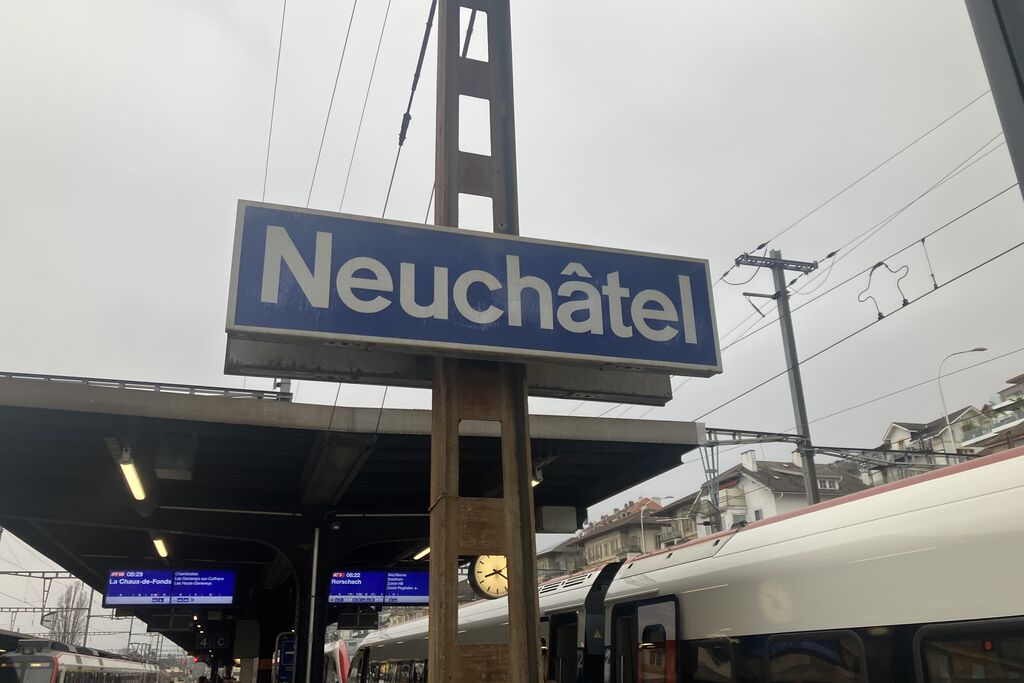 Neuchâtel
08:29
La Chaux-de-Fonds
Chambrelien
Les Geneveys-sur-Coffrane
Les Hauts-Geneveys
08:22
Rorschach
Biel/Bienne
Solothurn
Zürich HB
Zürich Flughafen
C
2